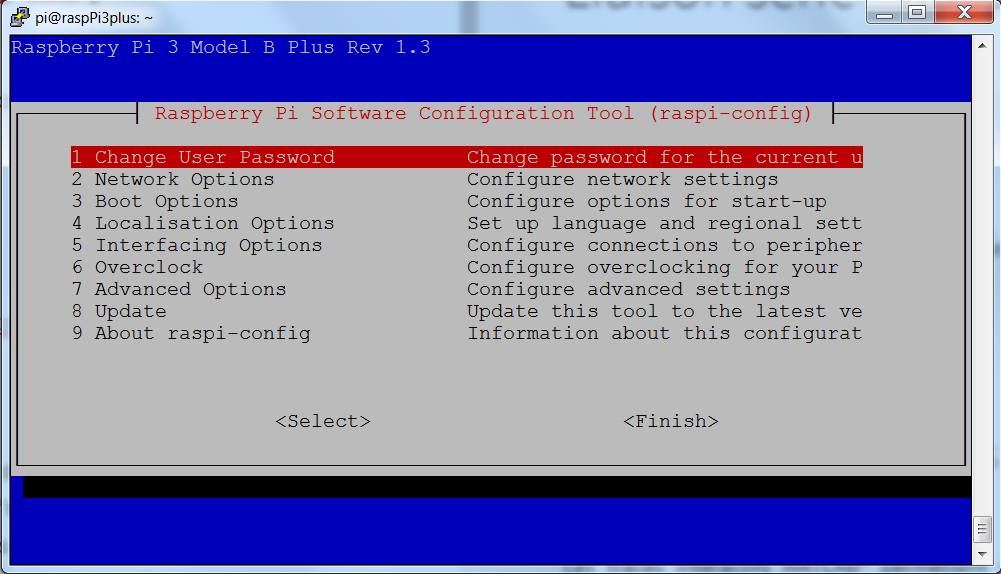 Liaison série
pi@raspPi3plus: ~
Raspberry Pi 3 Model B Plus Rev 1.3
Raspberry Pi Software Configuration Tool (raspi-config)
1 Change User Password Change password for the current u
2 Network Options Configure network settings
3 Boot Options Configure options for start-up
4 Localisation Options Set up language and regional sett
5 Interfacing Options Configure connections to peripher
6 Overclock Configure overclocking for your P
7 Advanced Options Configure advanced settings
8 Update Update this tool to the latest ve
9 About raspi-config Information about this configurat
<Select> <Finish>